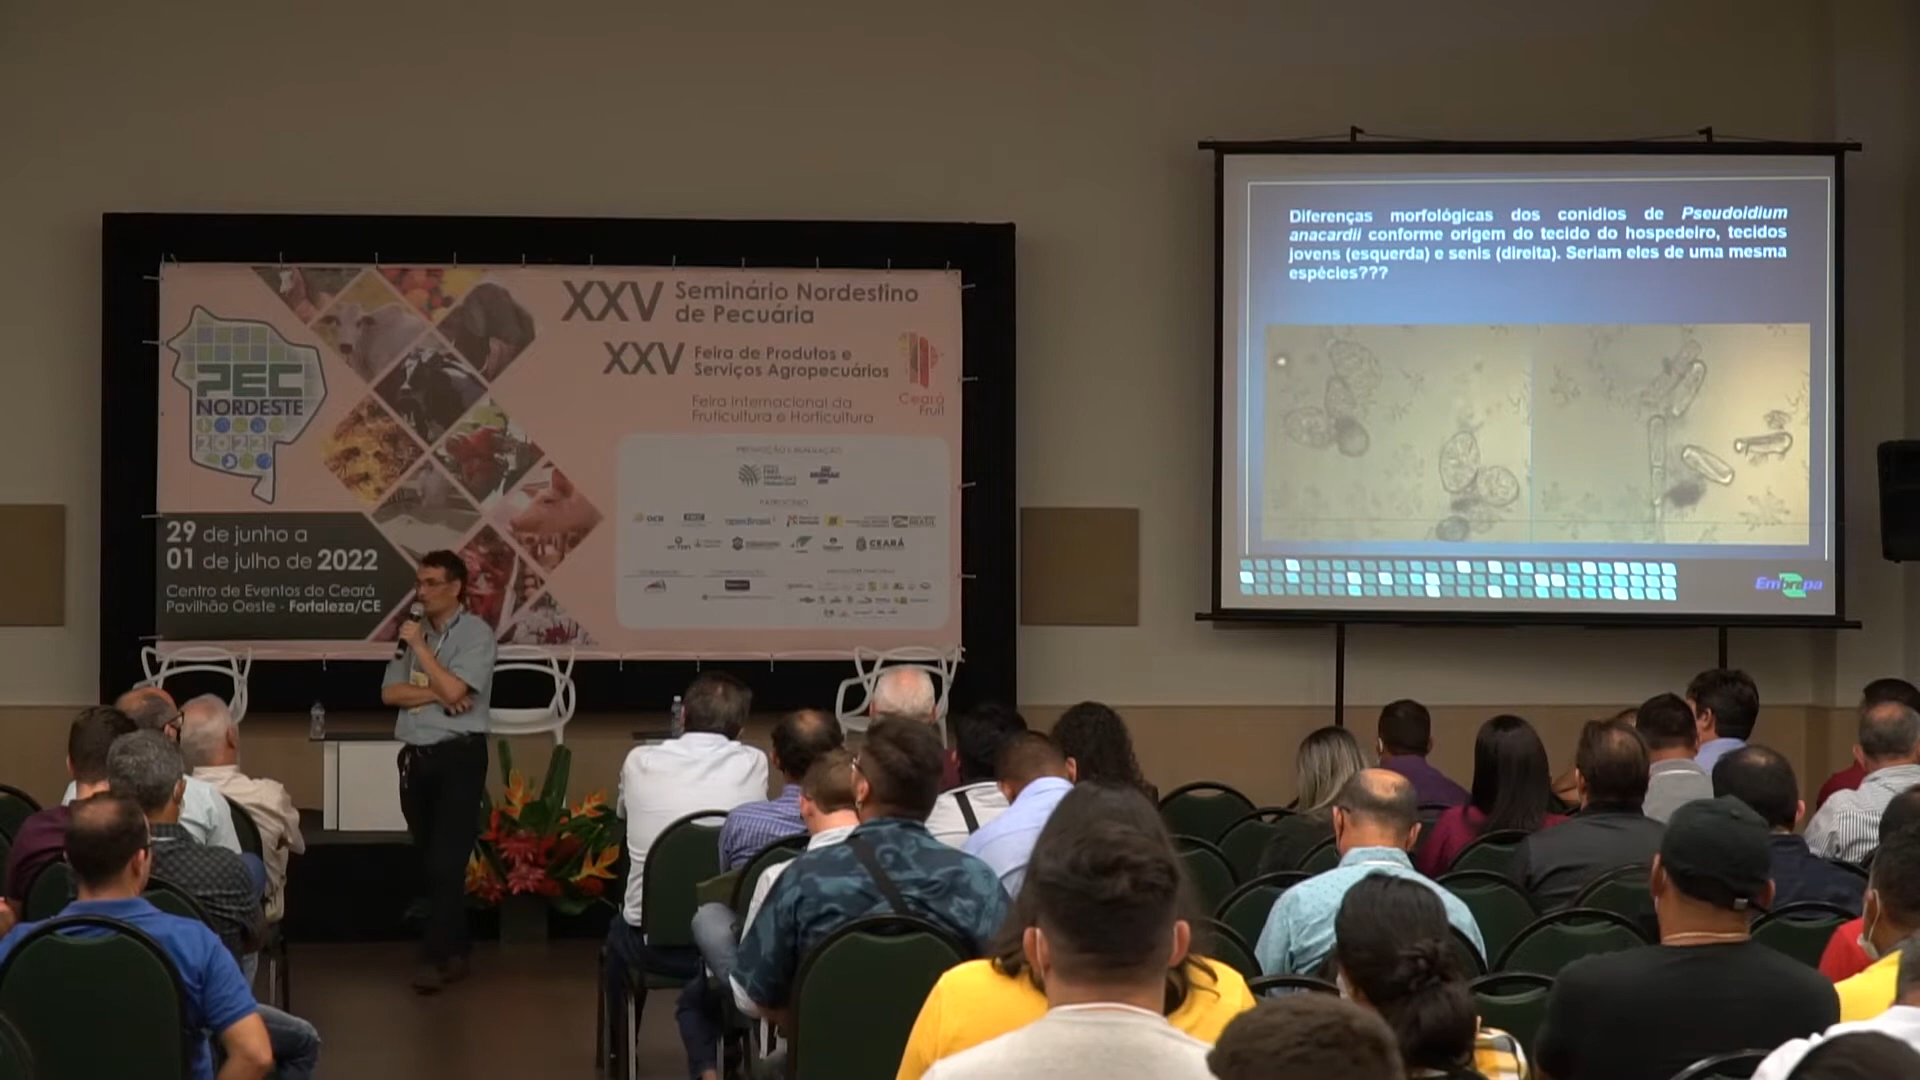 XXV Seminário Nordestino
de Pecuária
XXV Feira de Produtos e
Serviços Agropecuários
Feira Internacional da
Fruticultura e Horticultura
Ceará
Fruit
PEC
NORDESTE
2022
29 de junho a
01 de julho de 2022
Centro de Eventos do Ceará
Pavilhão Oeste - Fortaleza/CE
CEARÁ
Diferenças morfológicas dos conidios de Pseudoidium
anacardii conforme origem do tecido do hospedeiro, tecidos
jovens (esquerda) e senis (direita). Seriam eles de uma mesma
espécies???
Embrapa